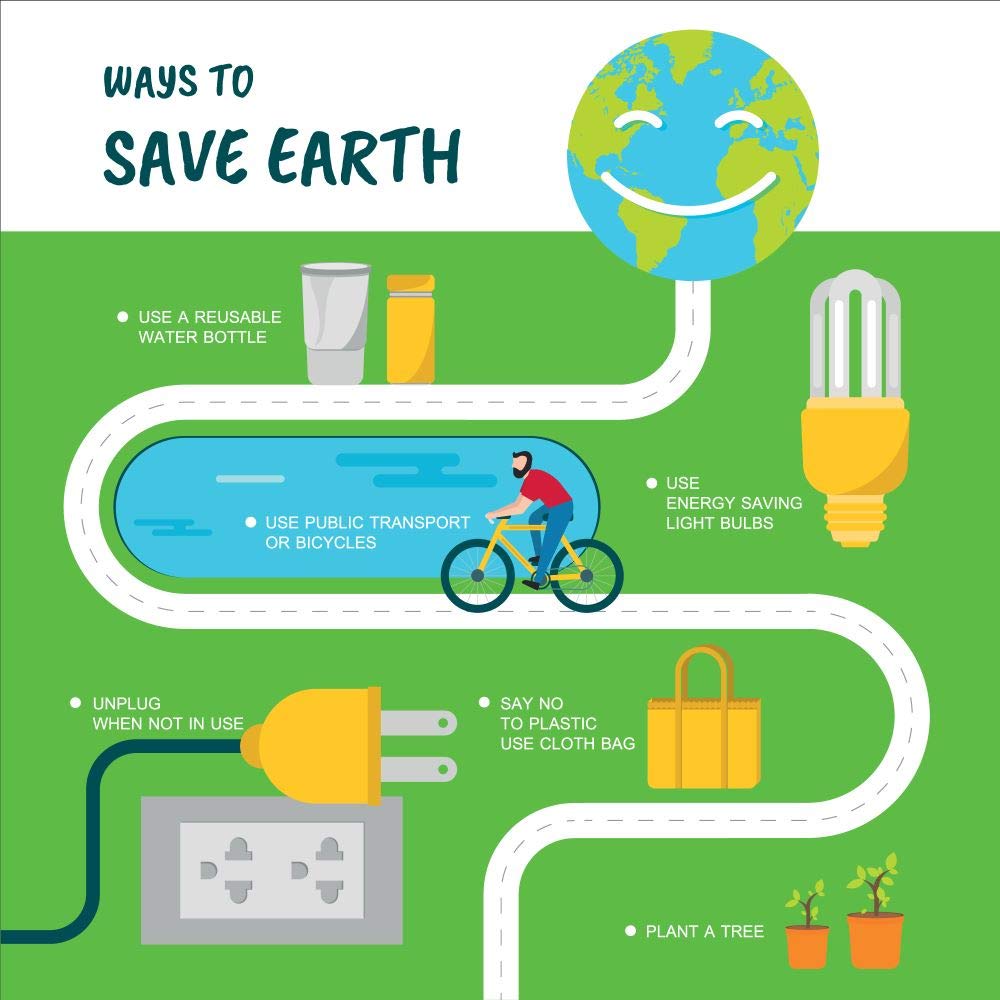 WAYS TO
SAVE EARTH
USE A REUSABLE
WATER BOTTLE
USE PUBLIC TRANSPORT
OR BICYCLES
USE
ENERGY SAVING
LIGHT BULBS
UNPLUG
WHEN NOT IN USE
SAY NO
TO PLASTIC
USE CLOTH BAG
PLANT A TREE